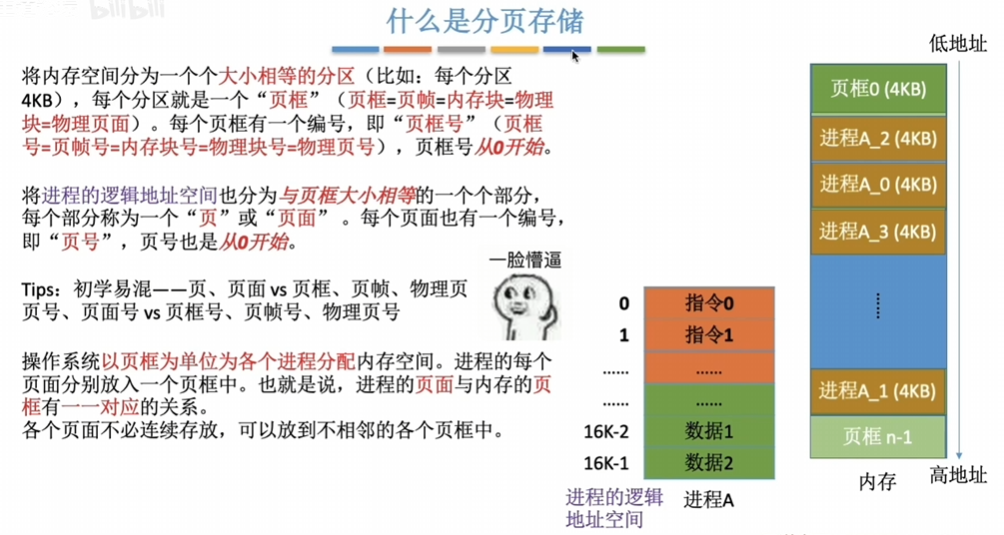 bilibili
什么是分页存储
将内存空间分为一个个大小相等的分区（比如：每个分区
4KB），每个分区就是一个“页框”（页框=页帧=内存块=物理
块=物理页面）。每个页框有一个编号，即“页框号”（页框
号=页帧号=内存块号=物理块号=物理页号），页框号从0开始。
将进程的逻辑地址空间也分为与页框大小相等的一个个部分，
每个部分称为一个“页”或“页面” 。每个页面也有一个编号，
即“页号”，页号也是从0开始。
Tips：初学易混——页、页面 vs 页框、页帧、物理页
页号、页面号 vs 页框号、页帧号、物理页号
一脸懵逼
操作系统以页框为单位为各个进程分配内存空间。进程的每个
页面分别放入一个页框中。也就是说，进程的页面与内存的页
框有一一对应的关系。
各个页面不必连续存放，可以放到不相邻的各个页框中。
0 指令0
1 指令1
...... ......
...... ......
16K-2 数据1
16K-1 数据2
进程的逻辑
地址空间
进程A
低地址
页框0 (4KB)
进程A_2 (4KB)
进程A_0 (4KB)
进程A_3 (4KB)
......
进程A_1 (4KB)
页框 n-1
内存
高地址